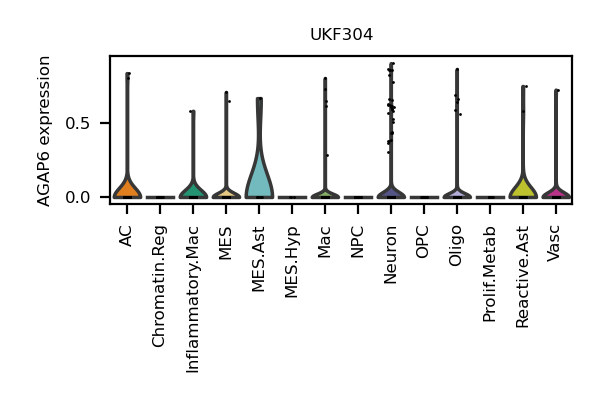 UKF304
AGAP6 expression
0.5
0.0
AC
Chromatin.Reg
Inflammatory.Mac
MES
MES.Ast
MES.Hyp
Mac
NPC
Neuron
OPC
Oligo
Prolif.Metab
Reactive.Ast
Vasc